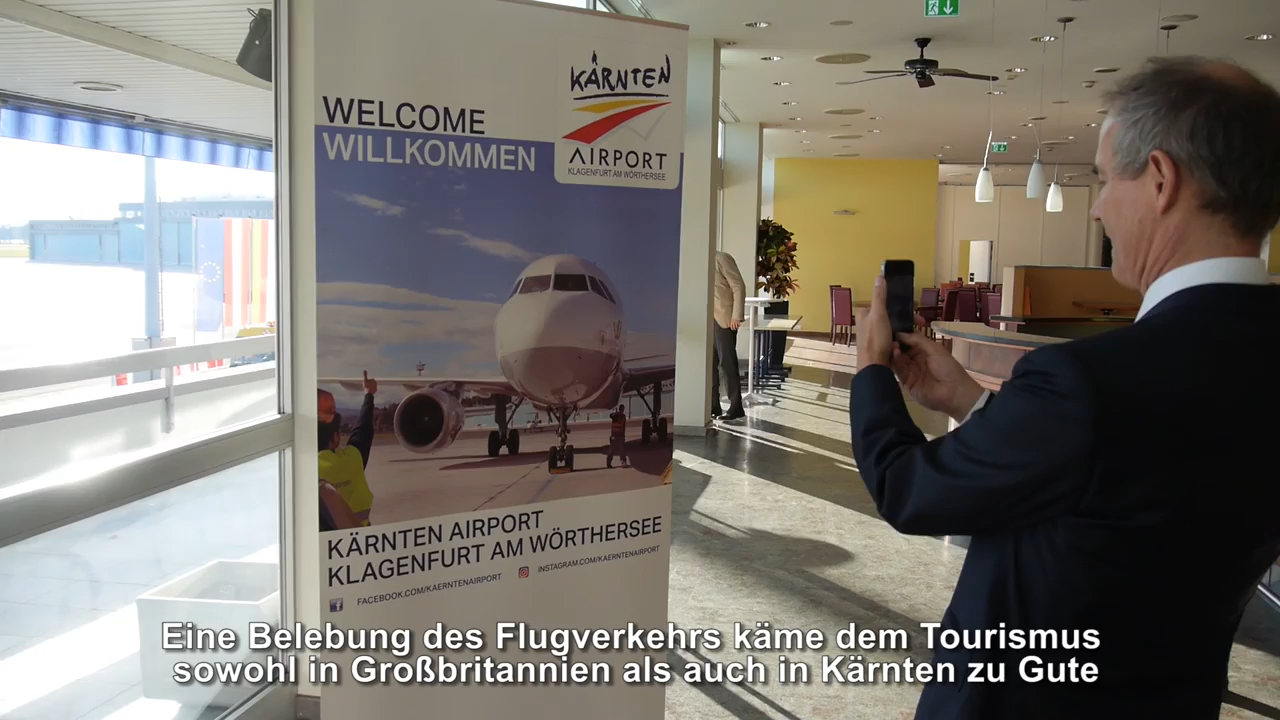 WELCOME
WILLKOMMEN
KÄRNTEN
AIRPORT
KLAGENFURT AM WÖRTHERSEE
KÄRNTEN AIRPORT
KLAGENFURT AM WÖRTHERSEE
FACEBOOK.COM/KAERNTENAIRPORT
INSTAGRAM.COM/KAERNTENAIRPORT
Eine Belebung des Flugverkehrs käme dem Tourismus
sowohl in Großbritannien als auch in Kärnten zu Gute